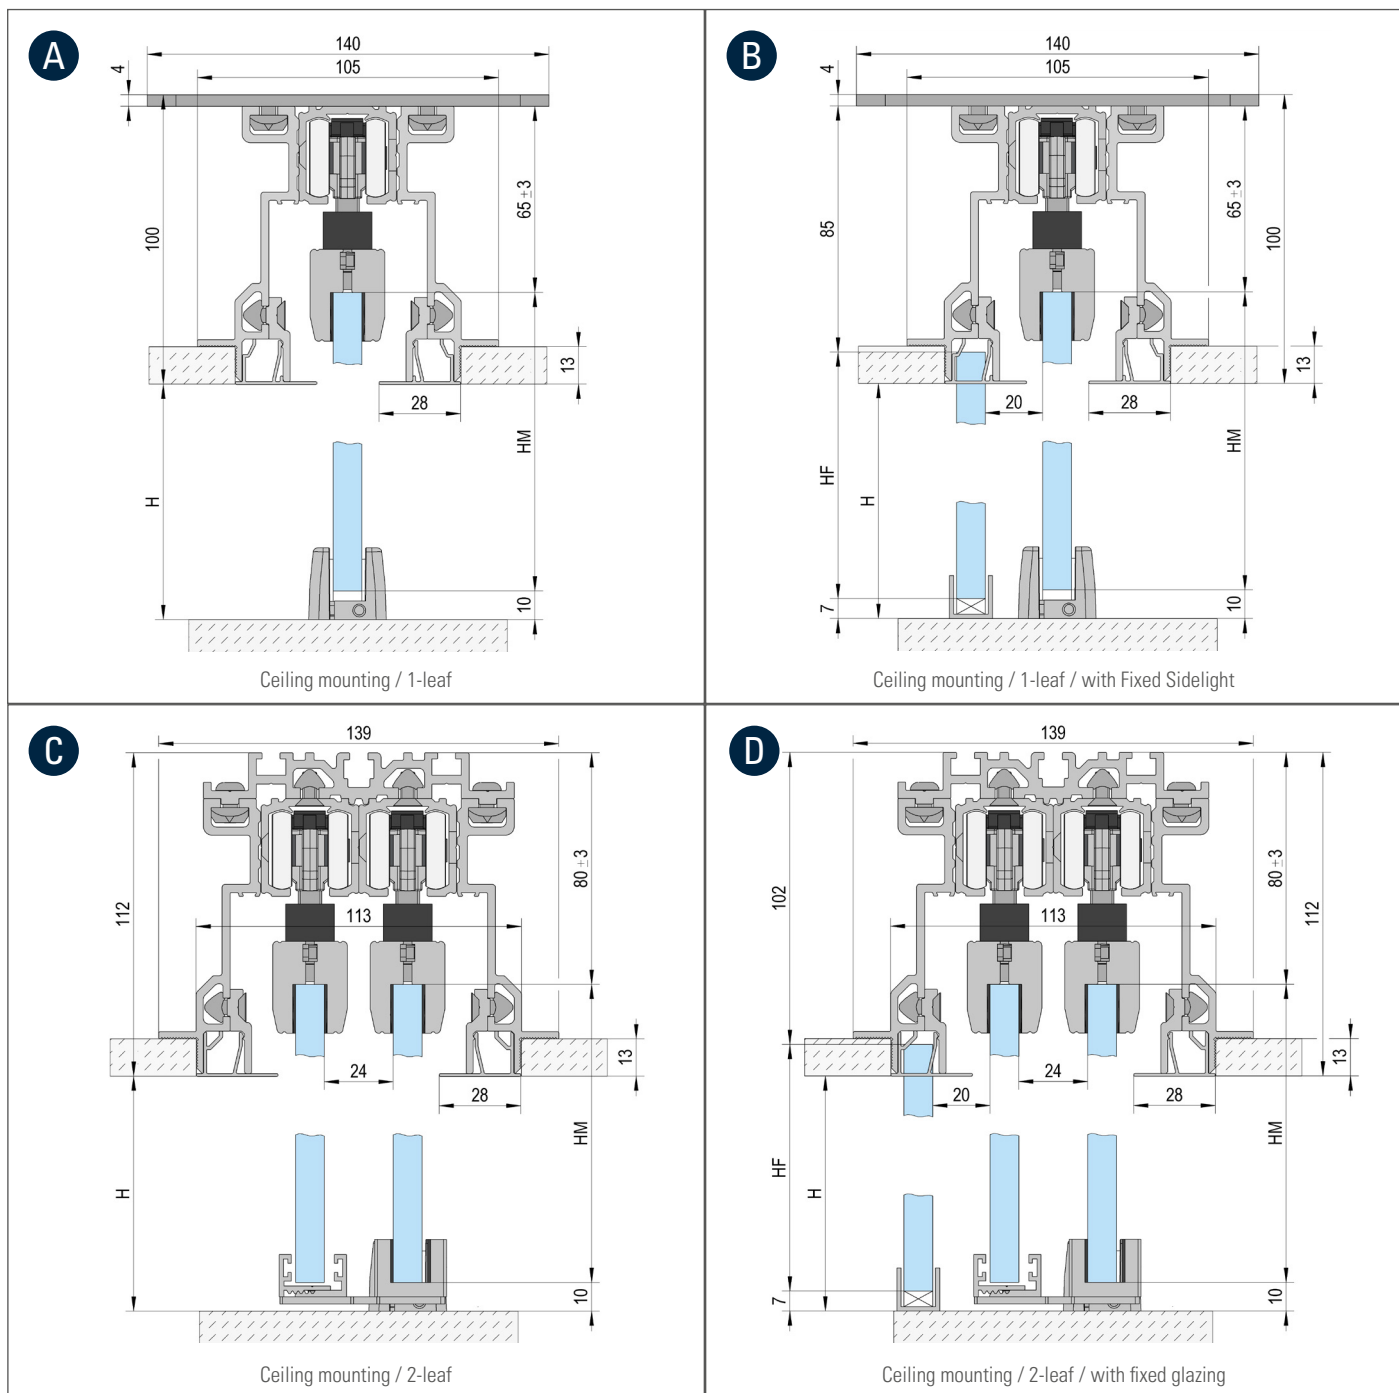 A
140
105
4
100
65 ±3
13
28
HM
H
10
Ceiling mounting / 1-leaf
B
140
105
4
85
65 ±3
100
13
20
28
HF
H
HM
7
10
Ceiling mounting / 1-leaf / with Fixed Sidelight
C
139
112
80 ±3
113
13
24
28
HM
H
10
Ceiling mounting / 2-leaf
D
139
102
80 ±3
112
113
13
20
24
28
HF
H
HM
7
10
Ceiling mounting / 2-leaf / with fixed glazing